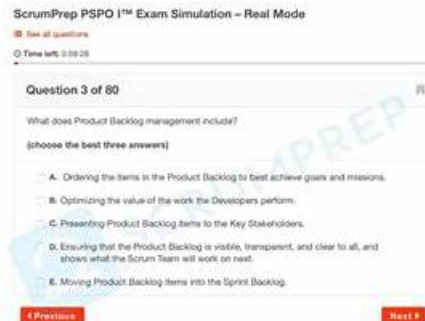 ScrumPrep PSPO I™ Exam Simulation – Real Mode
See all questions
Time left: 0:59:28
Question 3 of 80
What does Product Backlog management include?
(choose the best three answers)
A. Ordering the items in the Product Backlog to best achieve goals and missions.
B. Optimizing the value of the work the Developers perform.
C. Presenting Product Backlog items to the Key Stakeholders.
D. Ensuring that the Product Backlog is visible, transparent, and clear to all, and
shows what the Scrum Team will work on next.
E. Moving Product Backlog items into the Sprint Backlog.
SCRUMPREP
Previous
Next